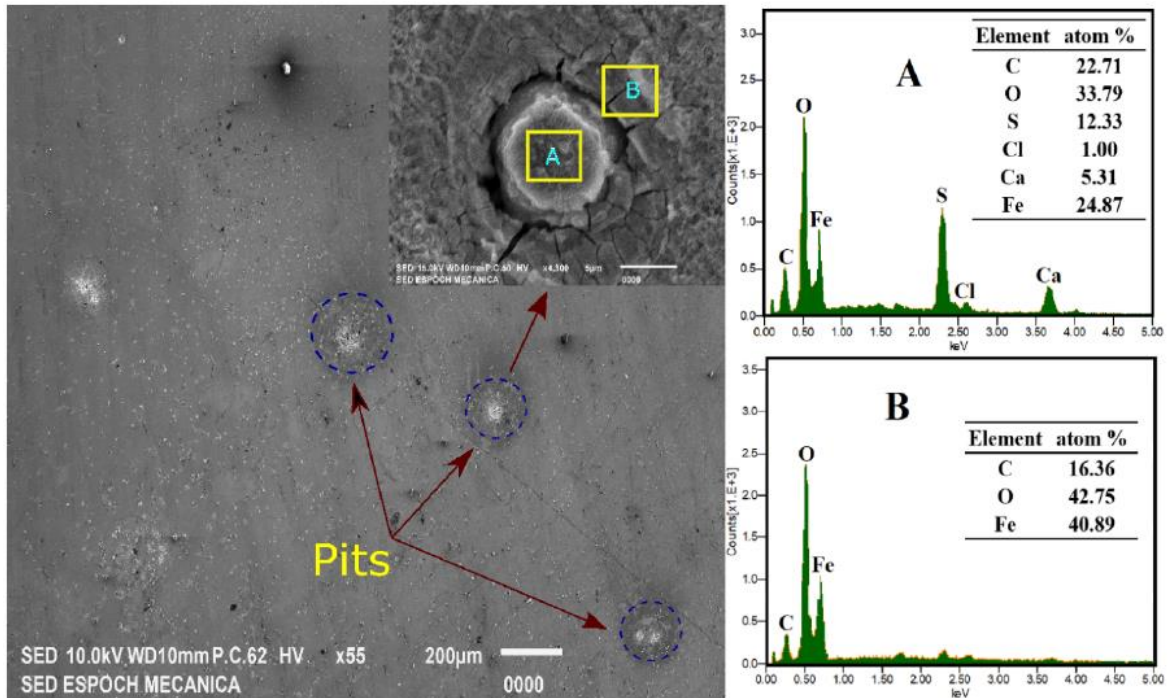 A
B
SED 15.0kV WD10mm P.C.50 HV x4,300 5µm
SED ESPOCH MECANICA 0000
Pits
SED 10.0kV WD10mm P.C.62 HV x55 200µm
SED ESPOCH MECANICA 0000
A
Element atom %
C 22.71
O 33.79
S 12.33
Cl 1.00
Ca 5.31
Fe 24.87
Counts[x1.E+3]
3.0
2.5
2.0
1.5
1.0
0.5
0.0
C
O
Fe
S
Cl
Ca
0.00 0.50 1.00 1.50 2.00 2.50 3.00 3.50 4.00 4.50 5.00
keV
B
Element atom %
C 16.36
O 42.75
Fe 40.89
Counts[x1.E+3]
3.0
2.5
2.0
1.5
1.0
0.5
0.0
C
O
Fe
0.00 0.50 1.00 1.50 2.00 2.50 3.00 3.50 4.00 4.50 5.00
keV